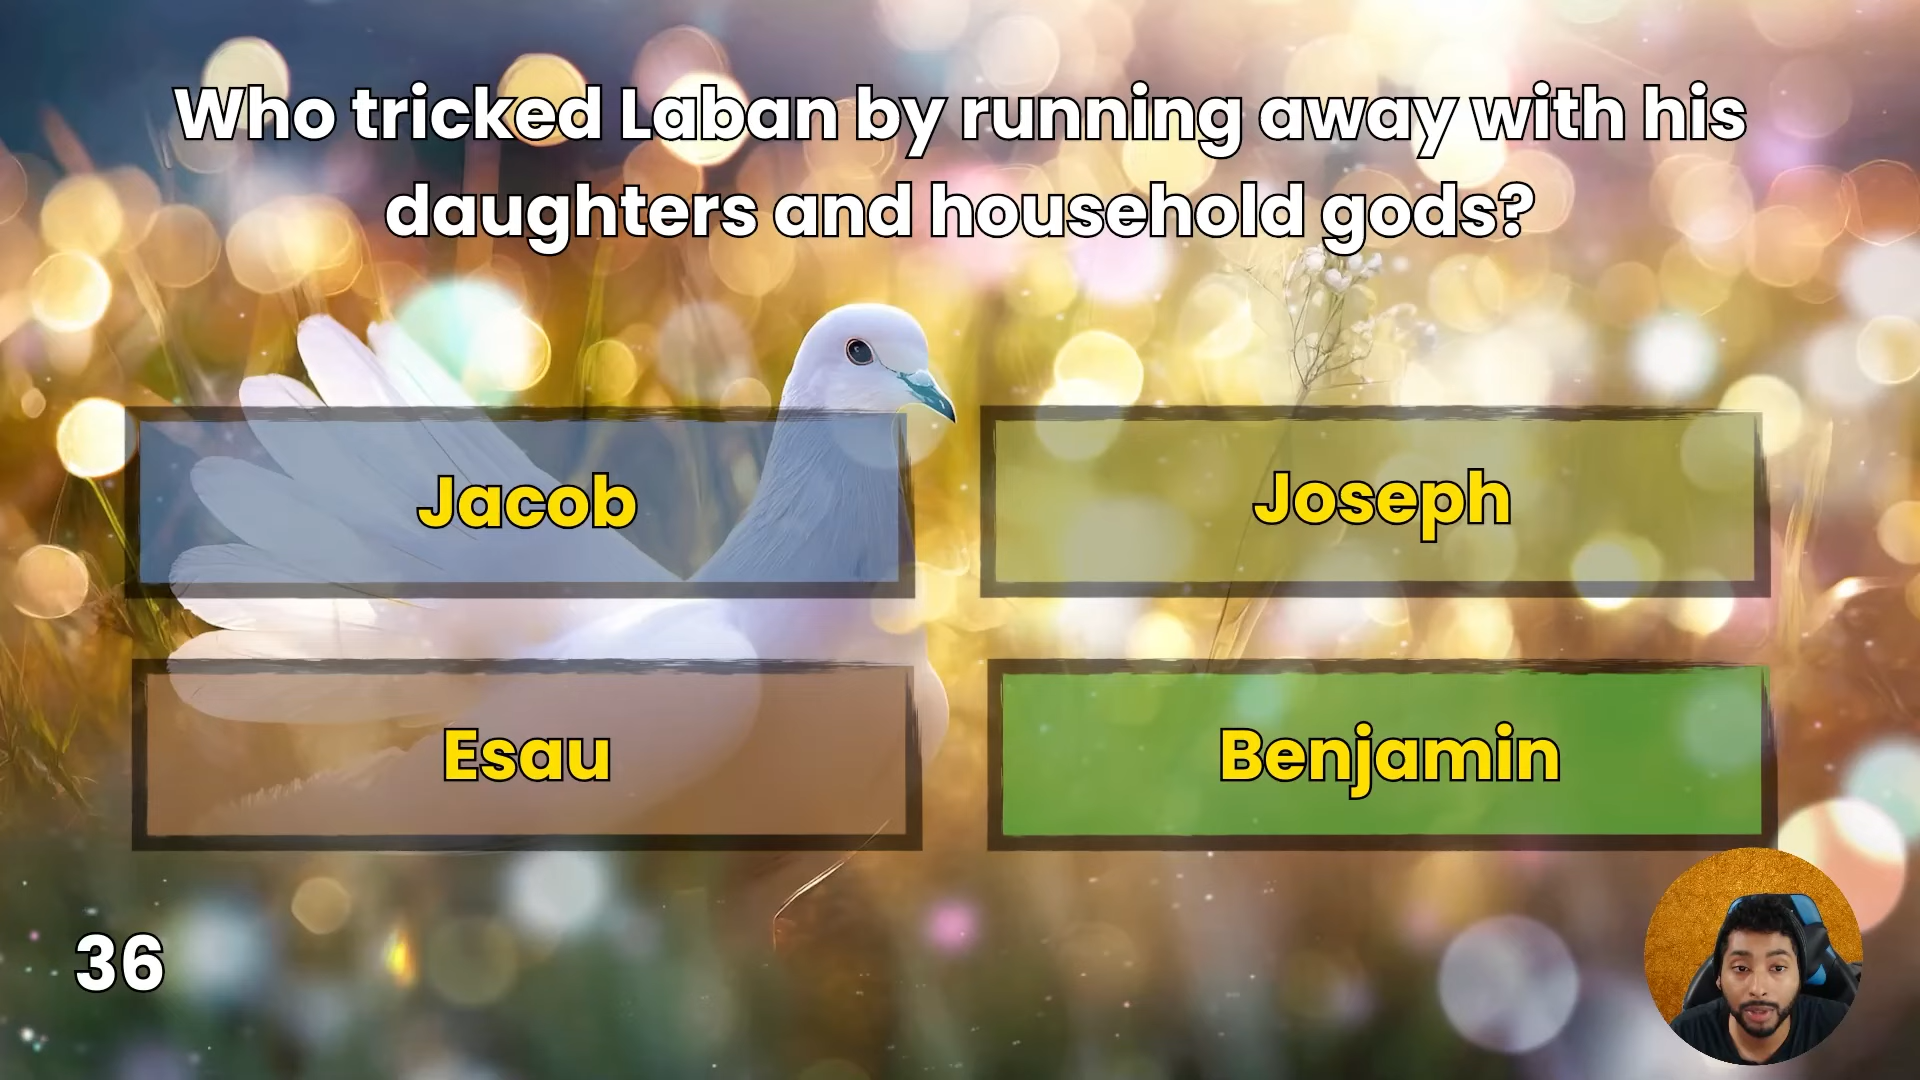 Who tricked Laban by running away with his
daughters and household gods?
Jacob
Joseph
Esau
Benjamin
36